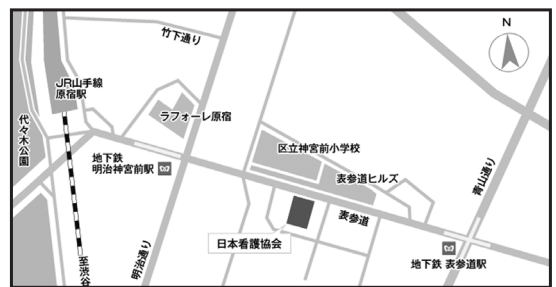 竹下通り
N
JR山手線
原宿駅
ラフォーレ原宿
代々木公園
地下鉄
明治神宮前駅
区立神宮前小学校
表参道ヒルズ
青山通り
表参道
日本看護協会
地下鉄 表参道駅
明治通り
至渋谷